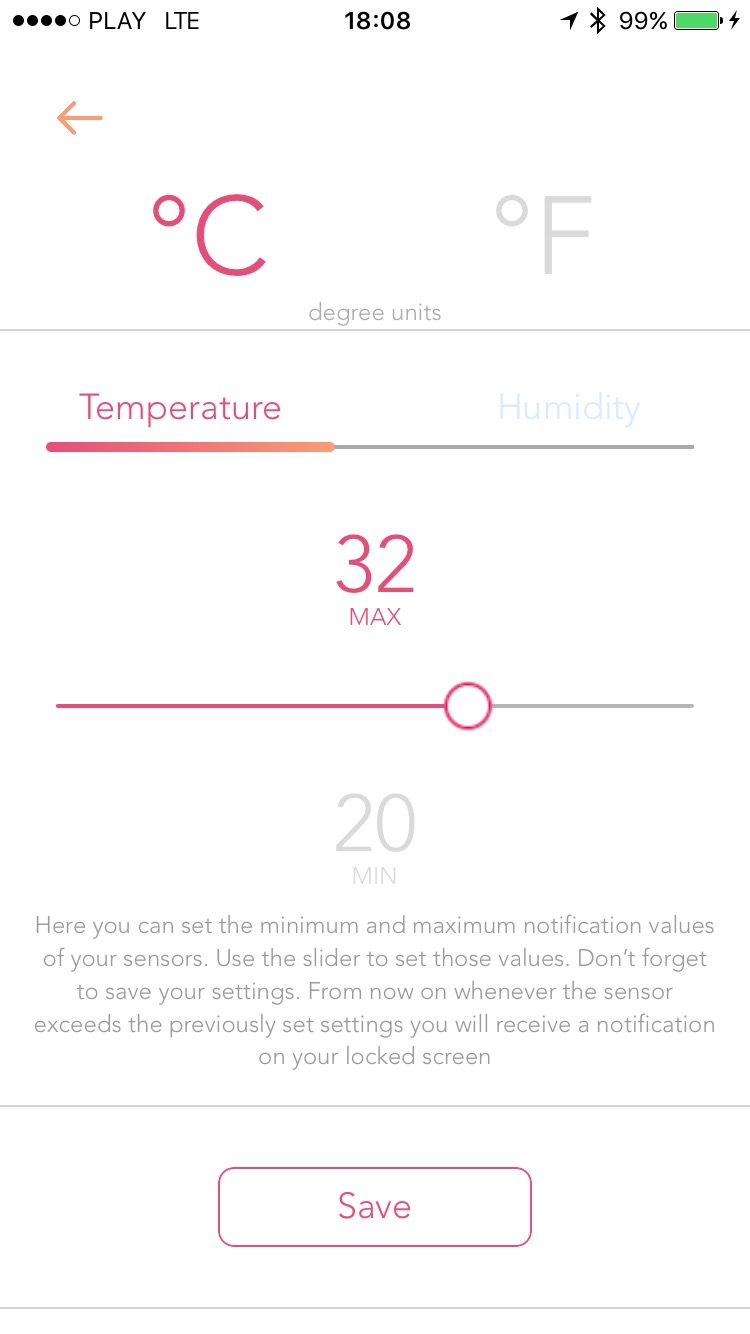 PLAY LTE 18:08 99%
°C °F
degree units
Temperature Humidity
32
MAX
20
MIN
Here you can set the minimum and maximum notification values
of your sensors. Use the slider to set those values. Don’t forget
to save your settings. From now on whenever the sensor
exceeds the previously set settings you will receive a notification
on your locked screen
Save